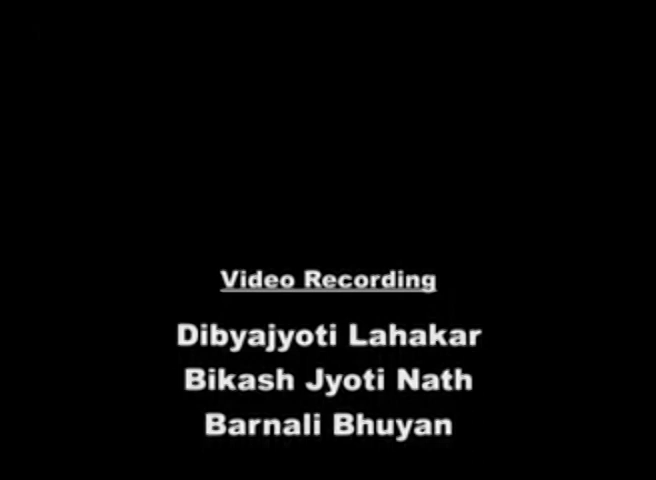 Video Recording
Dibyajyoti Lahakar
Bikash Jyoti Nath
Barnali Bhuyan